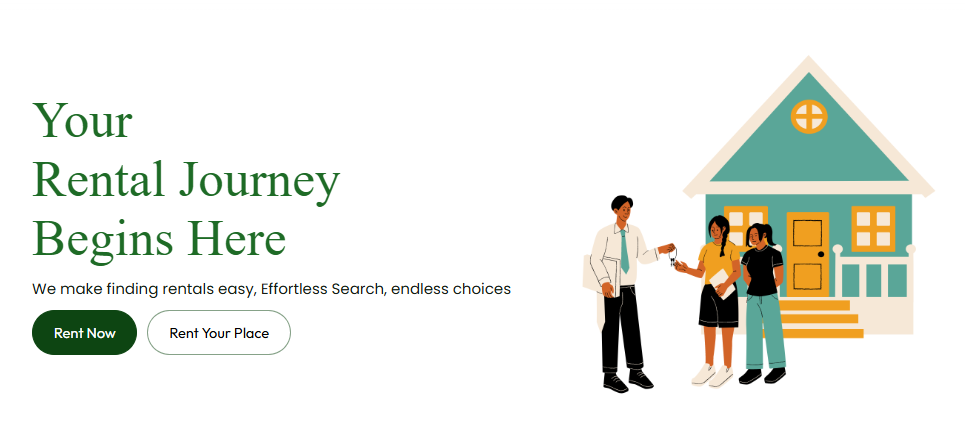 Your
Rental Journey
Begins Here
We make finding rentals easy, Effortless Search, endless choices
Rent Now
Rent Your Place